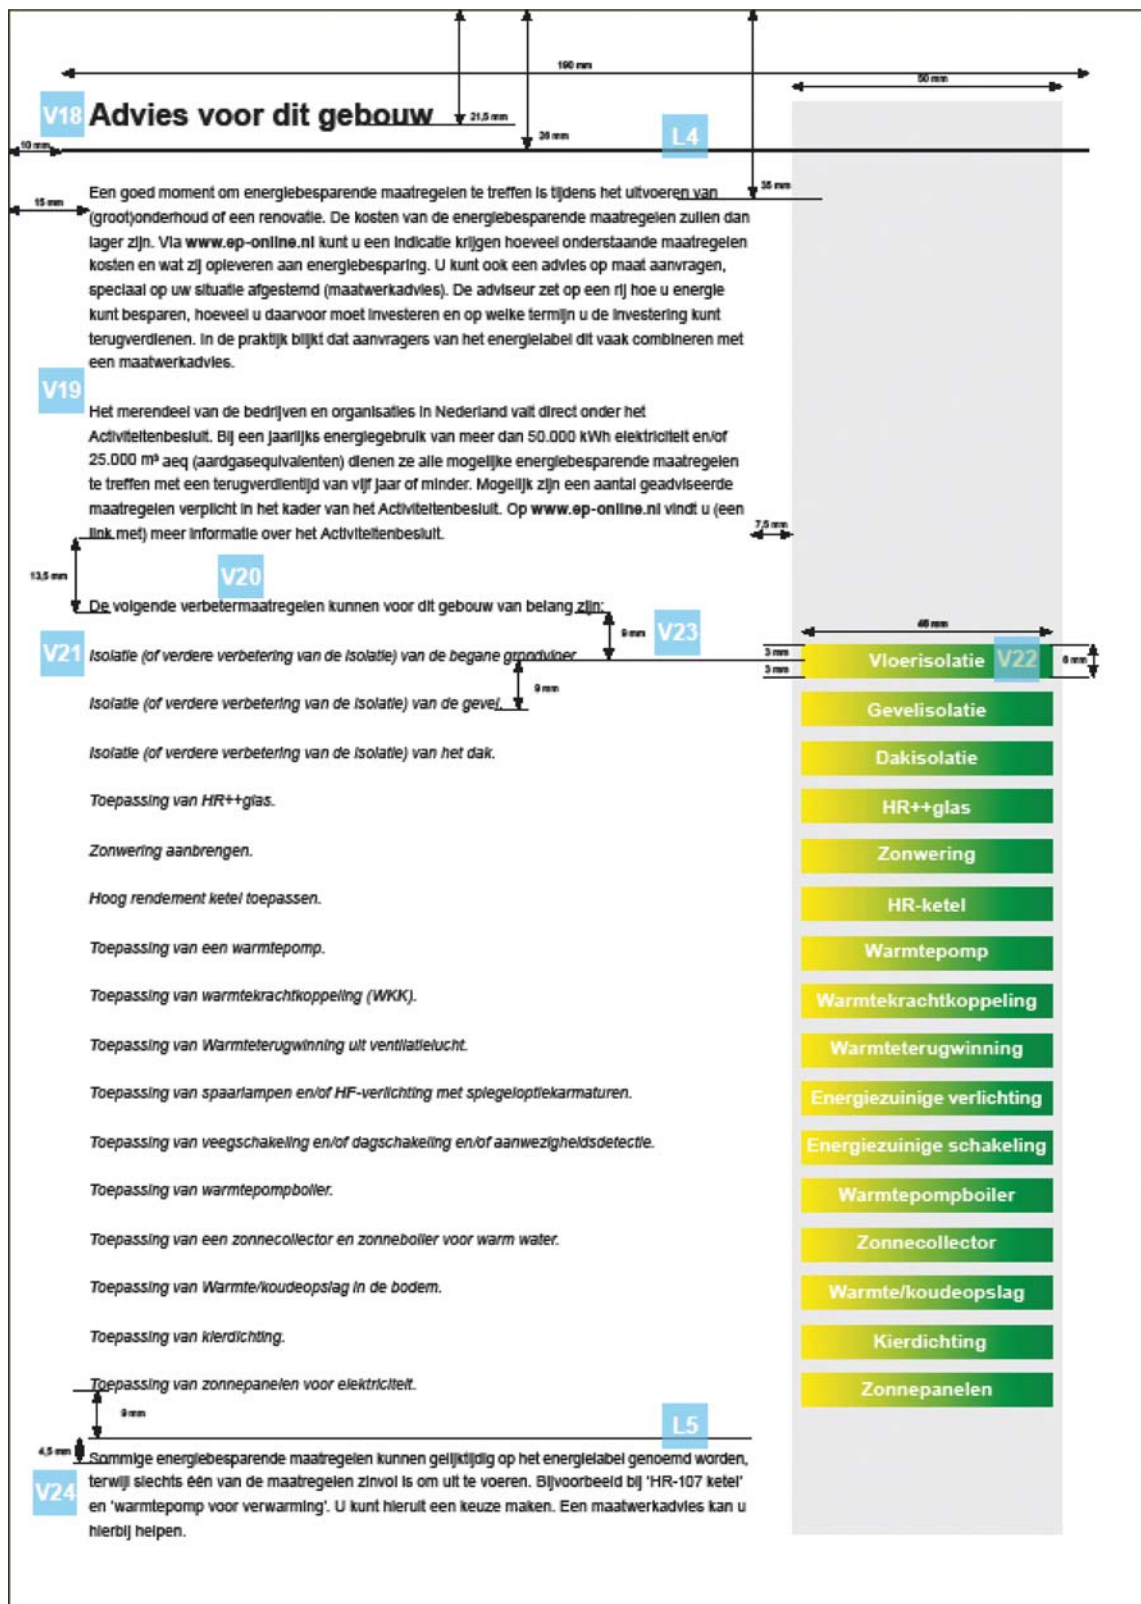 190 mm
50 mm
V18 Advies voor dit gebouw
21,5 mm
26 mm
L4
10 mm
35 mm
15 mm
Een goed moment om energiebesparende maatregelen te treffen is tijdens het uitvoeren van
(groot)onderhoud of een renovatie. De kosten van de energiebesparende maatregelen zullen dan
lager zijn. Via www.ep-online.nl kunt u een indicatie krijgen hoeveel onderstaande maatregelen
kosten en wat zij opleveren aan energiebesparing. U kunt ook een advies op maat aanvragen,
speciaal op uw situatie afgestemd (maatwerkadvies). De adviseur zet op een rij hoe u energie
kunt besparen, hoeveel u daarvoor moet investeren en op welke termijn u de investering kunt
terugverdienen. In de praktijk blijkt dat aanvragers van het energielabel dit vaak combineren met
een maatwerkadvies.
V19
Het merendeel van de bedrijven en organisaties in Nederland valt direct onder het
Activiteitenbesluit. Bij een jaarlijks energiegebruik van meer dan 50.000 kWh elektriciteit en/of
25.000 m³ aeq (aardgasequivalenten) dienen ze alle mogelijke energiebesparende maatregelen
te treffen met een terugverdientijd van vijf jaar of minder. Mogelijk zijn een aantal geadviseerde
maatregelen verplicht in het kader van het Activiteitenbesluit. Op www.ep-online.nl vindt u (een
link met) meer informatie over het Activiteitenbesluit.
7,5 mm
13,5 mm
V20
De volgende verbetermaatregelen kunnen voor dit gebouw van belang zijn:
9 mm
V23
46 mm
V21
Isolatie (of verdere verbetering van de isolatie) van de begane grondvloer
3 mm
3 mm
Vloerisolatie
V22
6 mm
9 mm
Isolatie (of verdere verbetering van de isolatie) van de gevel.
Gevelisolatie
Isolatie (of verdere verbetering van de isolatie) van het dak.
Dakisolatie
Toepassing van HR++glas.
HR++glas
Zonwering aanbrengen.
Zonwering
Hoog rendement ketel toepassen.
HR-ketel
Toepassing van een warmtepomp.
Warmtepomp
Toepassing van warmtekrachtkoppeling (WKK).
Warmtekrachtkoppeling
Toepassing van Warmteterugwinning uit ventilatielucht.
Warmteterugwinning
Toepassing van spaarlampen en/of HF-verlichting met spiegeloptiekarmaturen.
Energiezuinige verlichting
Toepassing van veegschakeling en/of dagschakeling en/of aanwezigheidsdetectie.
Energiezuinige schakeling
Toepassing van warmtepompboiler.
Warmtepompboiler
Toepassing van een zonnecollector en zonneboiler voor warm water.
Zonnecollector
Toepassing van Warmte/koudeopslag in de bodem.
Warmte/koudeopslag
Toepassing van kierdichting.
Kierdichting
Toepassing van zonnepanelen voor elektriciteit.
Zonnepanelen
9 mm
L5
4,5 mm
V24
Sommige energiebesparende maatregelen kunnen gelijktijdig op het energielabel genoemd worden,
terwijl slechts één van de maatregelen zinvol is om uit te voeren. Bijvoorbeeld bij 'HR-107 ketel'
en 'warmtepomp voor verwarming'. U kunt hieruit een keuze maken. Een maatwerkadvies kan u
hierbij helpen.